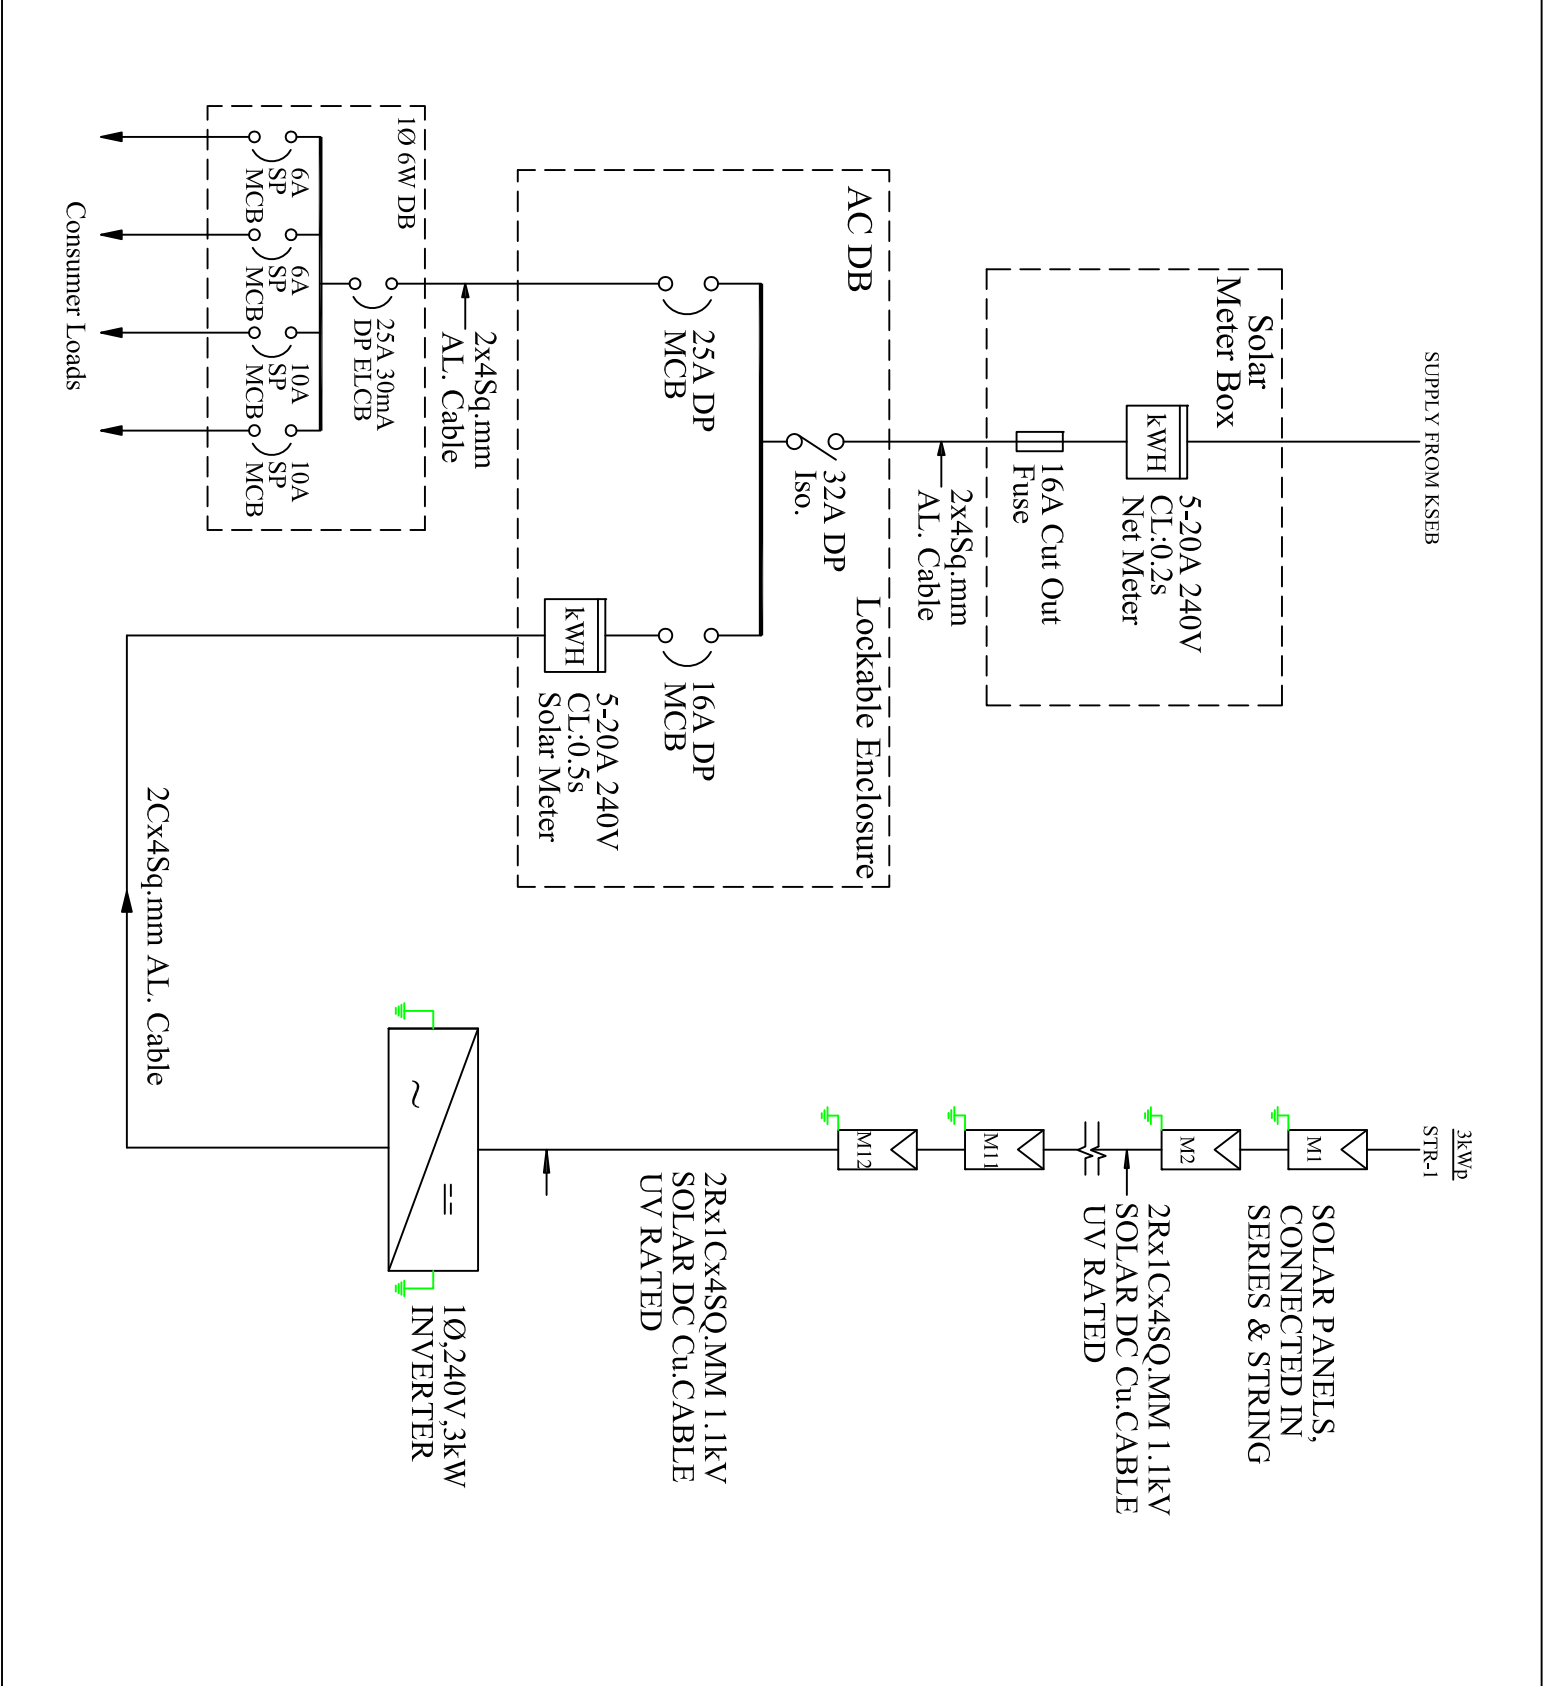 SUPPLY FROM KSEB
Solar
Meter Box
kWH
5-20A 240V
CL:0.2s
Net Meter
16A Cut Out
Fuse
2x4Sq.mm
AL. Cable
AC DB
Lockable Enclosure
32A DP
Iso.
25A DP
MCB
16A DP
MCB
kWH
5-20A 240V
CL:0.5s
Solar Meter
2x4Sq.mm
AL. Cable
1Ø 6W DB
25A 30mA
DP ELCB
6A
SP
MCB
6A
SP
MCB
10A
SP
MCB
10A
SP
MCB
Consumer Loads
2Cx4Sq.mm AL. Cable
3kWp
STR-1
M1
SOLAR PANELS,
CONNECTED IN
SERIES & STRING
M2
2Rx1Cx4SQ.MM 1.1kV
SOLAR DC Cu.CABLE
UV RATED
M11
M12
2Rx1Cx4SQ.MM 1.1kV
SOLAR DC Cu.CABLE
UV RATED
1Ø,240V,3kW
INVERTER